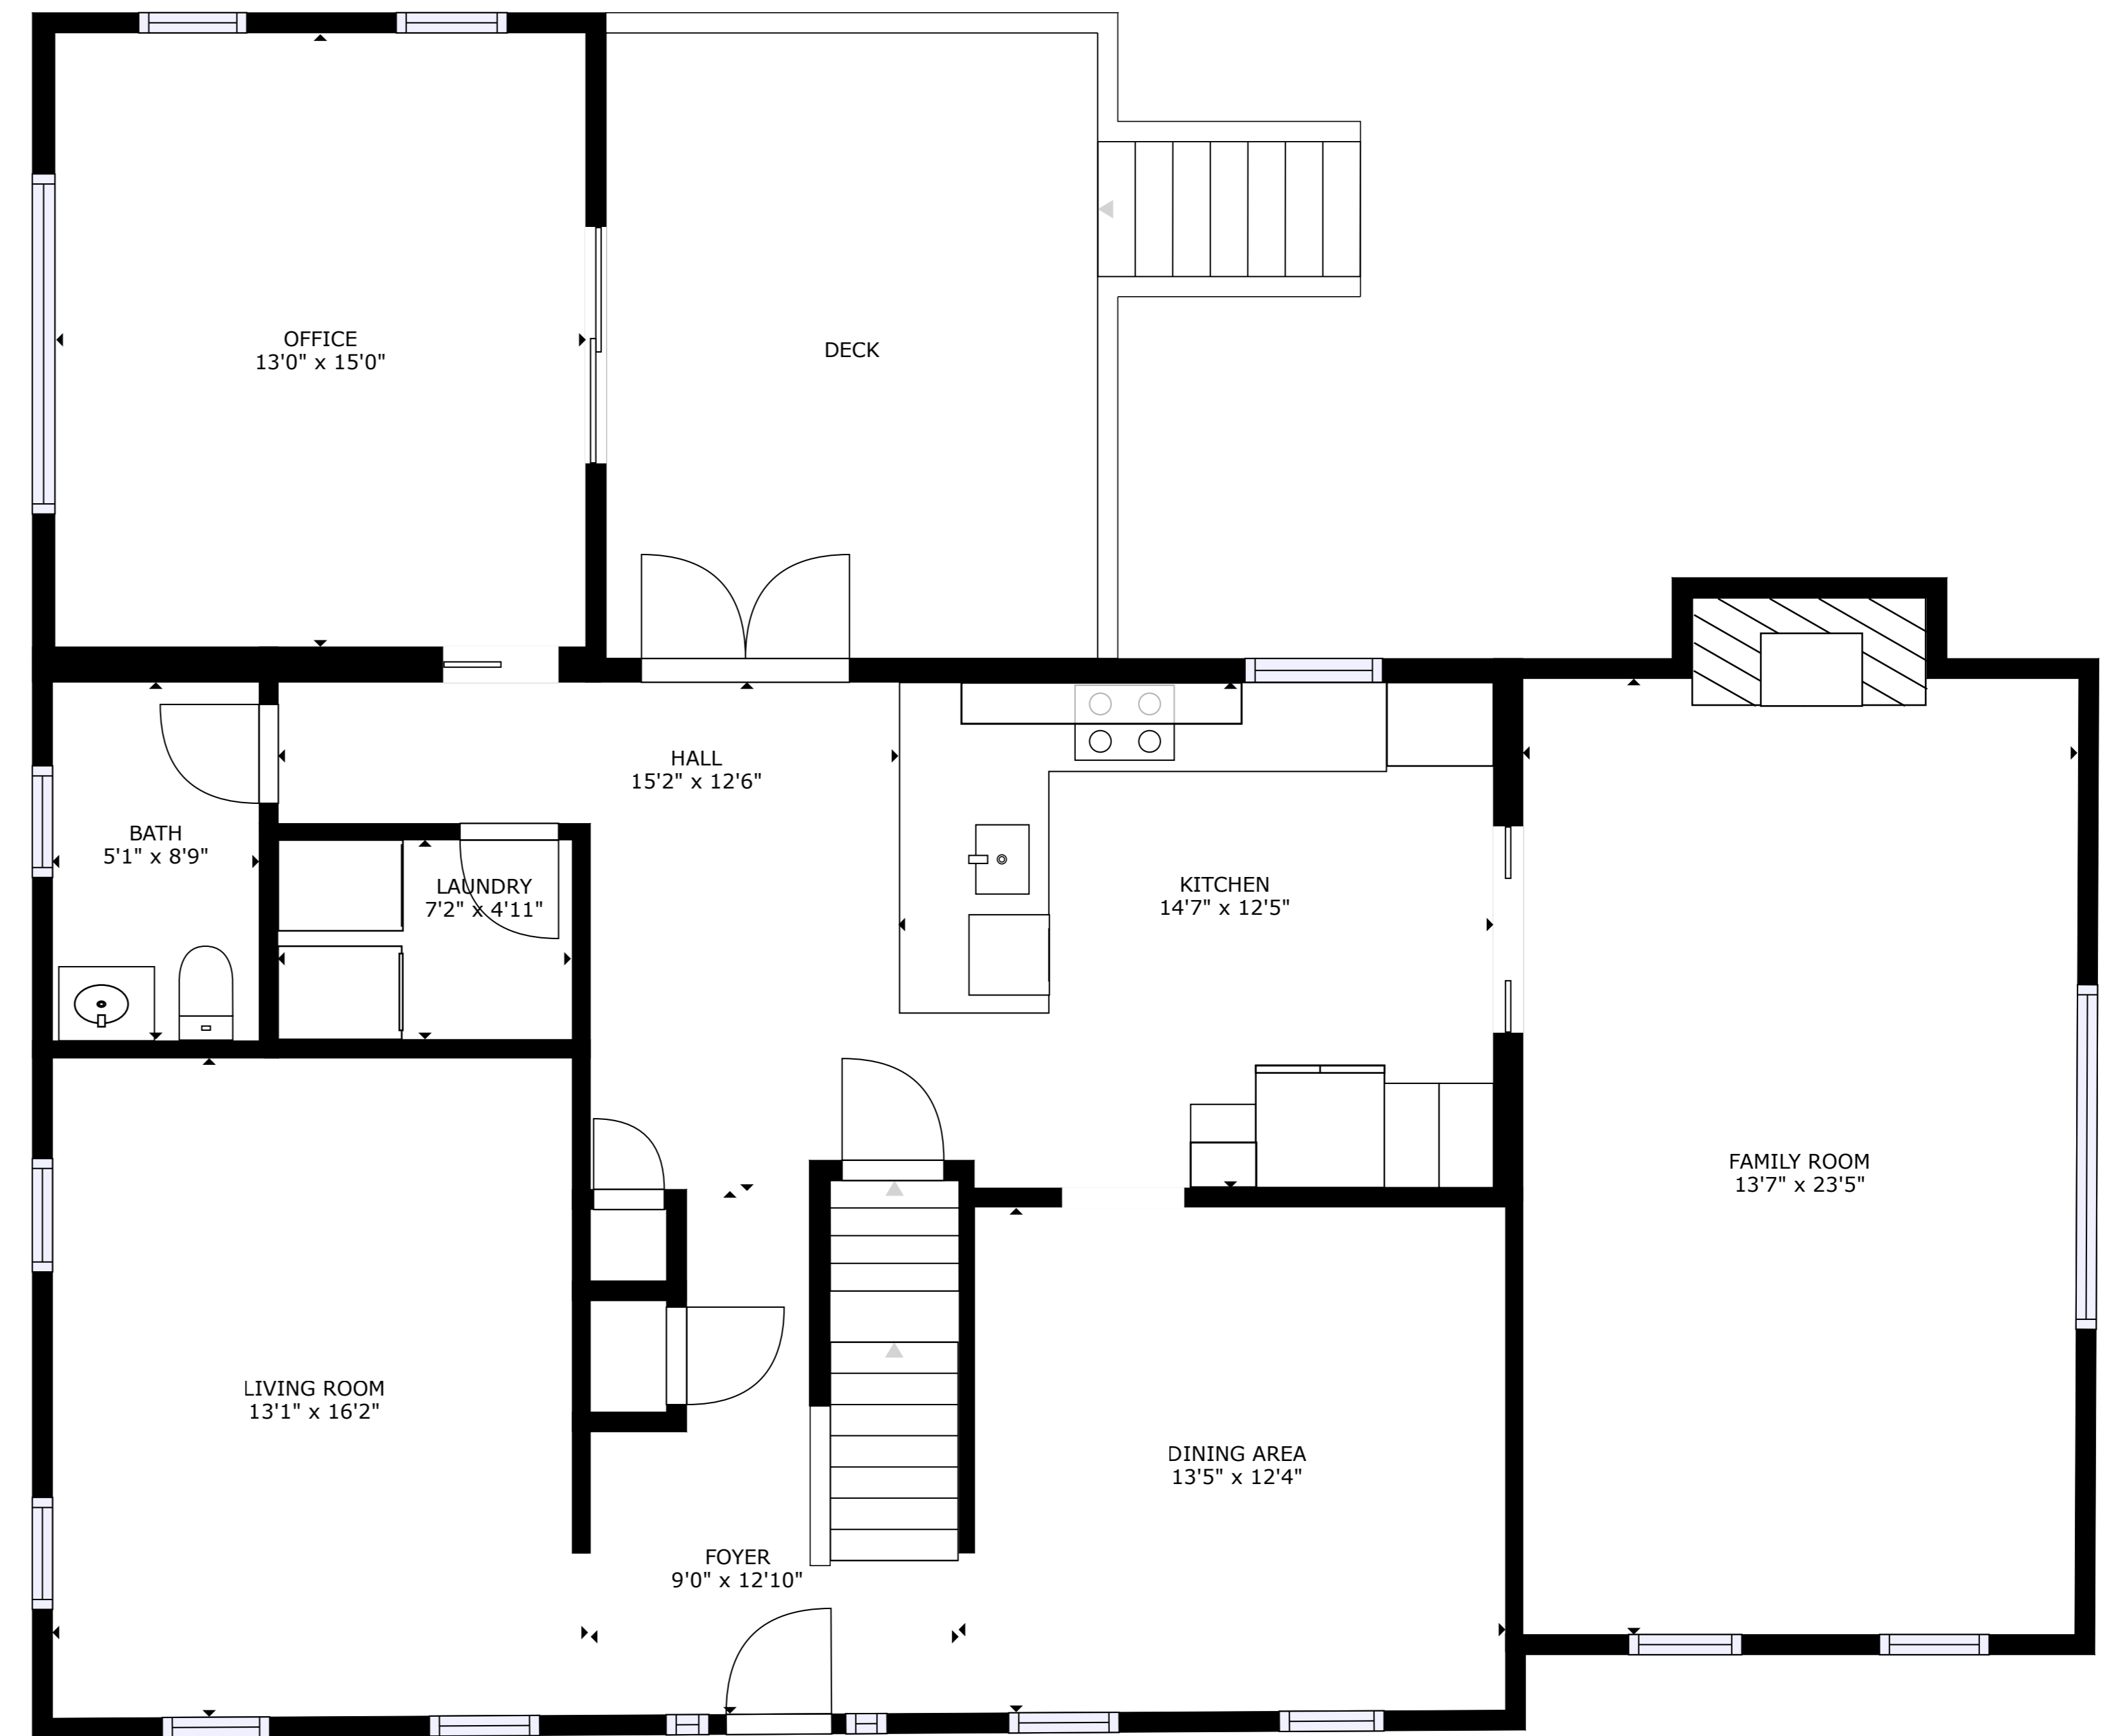 OFFICE
13'0" x 15'0"
DECK
HALL
15'2" x 12'6"
BATH
5'1" x 8'9"
LAUNDRY
7'2" x 4'11"
KITCHEN
14'7" x 12'5"
FAMILY ROOM
13'7" x 23'5"
LIVING ROOM
13'1" x 16'2"
DINING AREA
13'5" x 12'4"
FOYER
9'0" x 12'10"